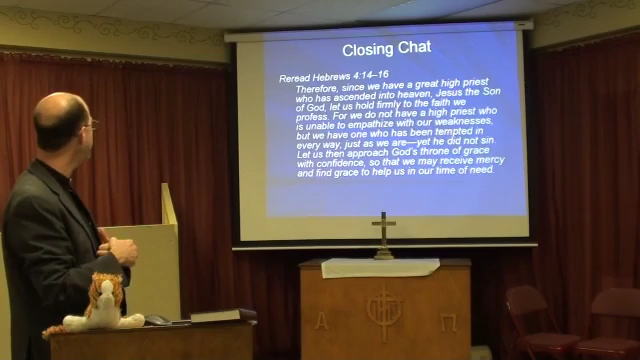 Closing Chat
Reread Hebrews 4:14–16
Therefore, since we have a great high priest
who has ascended into heaven, Jesus the Son
of God, let us hold firmly to the faith we
profess. For we do not have a high priest who
is unable to empathize with our weaknesses,
but we have one who has been tempted in
every way, just as we are—yet he did not sin.
Let us then approach God's throne of grace
with confidence, so that we may receive mercy
and find grace to help us in our time of need.